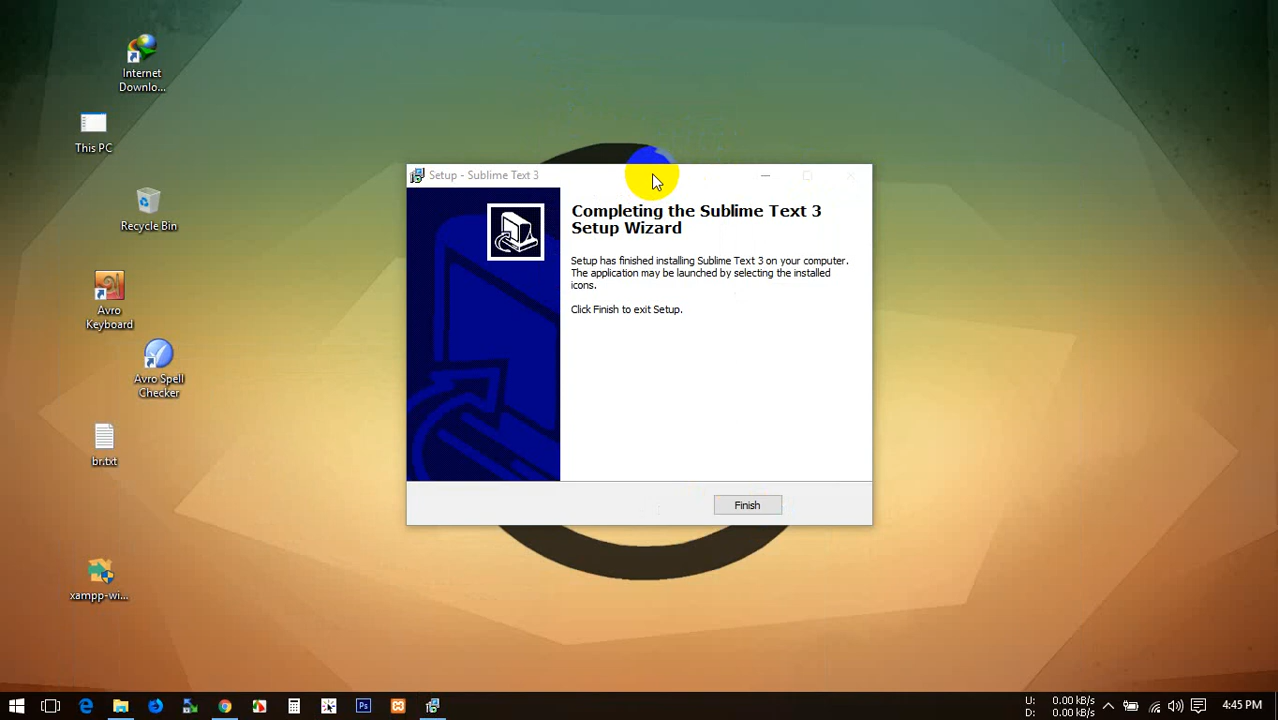 Internet
Downlo...
This PC
Recycle Bin
Avro
Keyboard
Avro Spell
Checker
br.txt
xampp-wi...
Setup - Sublime Text 3
Completing the Sublime Text 3
Setup Wizard
Setup has finished installing Sublime Text 3 on your computer.
The application may be launched by selecting the installed
icons.
Click Finish to exit Setup.
Finish
Ps
U: 0.00 kB/s
D: 0.00 kB/s
4:45 PM